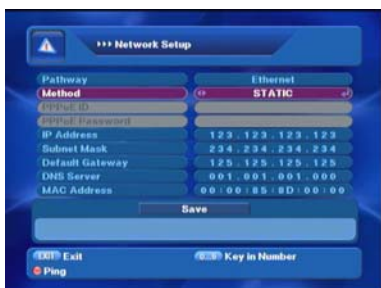 Network Setup
Pathway Ethernet
Method STATIC
PPPoE ID
PPPoE Password
IP Address 123.123.123.123
Subnet Mask 234.234.234.234
Default Gateway 125.125.125.125
DNS Server 001.001.001.000
MAC Address 00:00:85:8D:00:00
Save
EXIT Exit Key in Number
Ping